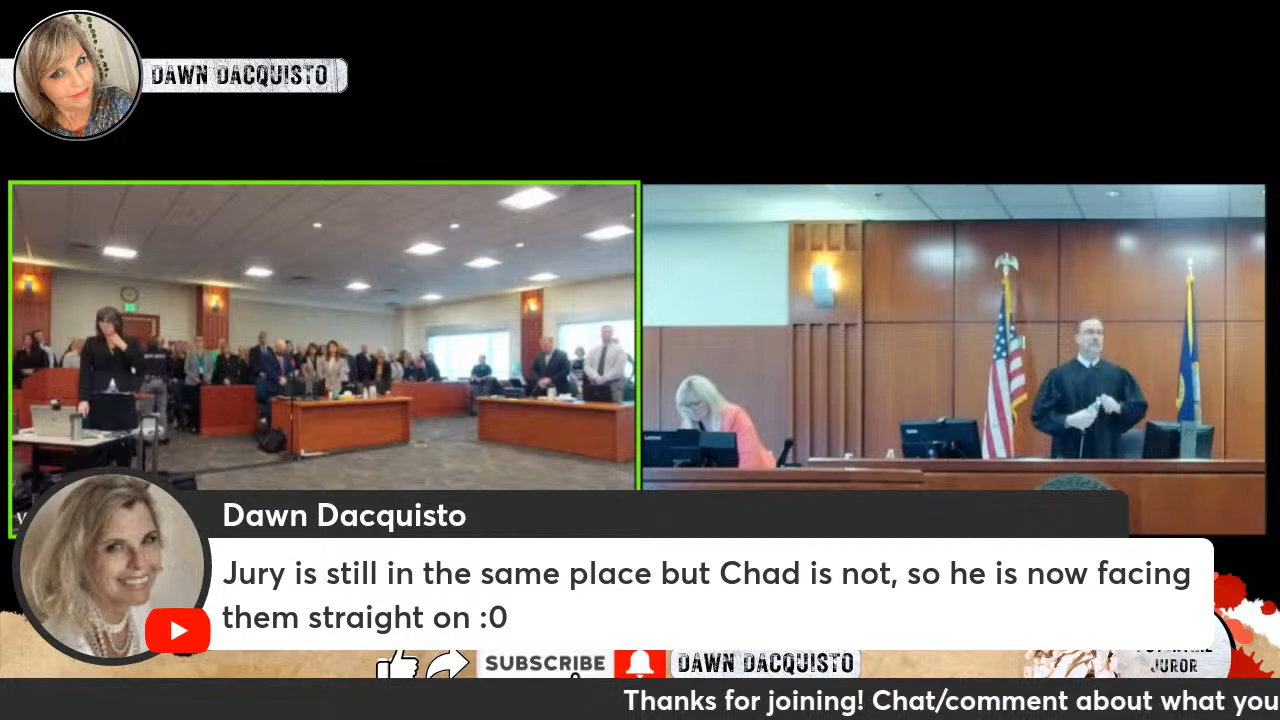 DAWN DACQUISTO
Dawn Dacquisto
Jury is still in the same place but Chad is not, so he is now facing
them straight on :0
SUBSCRIBE
DAWN DACQUISTO
JUROR
Thanks for joining! Chat/comment about what you